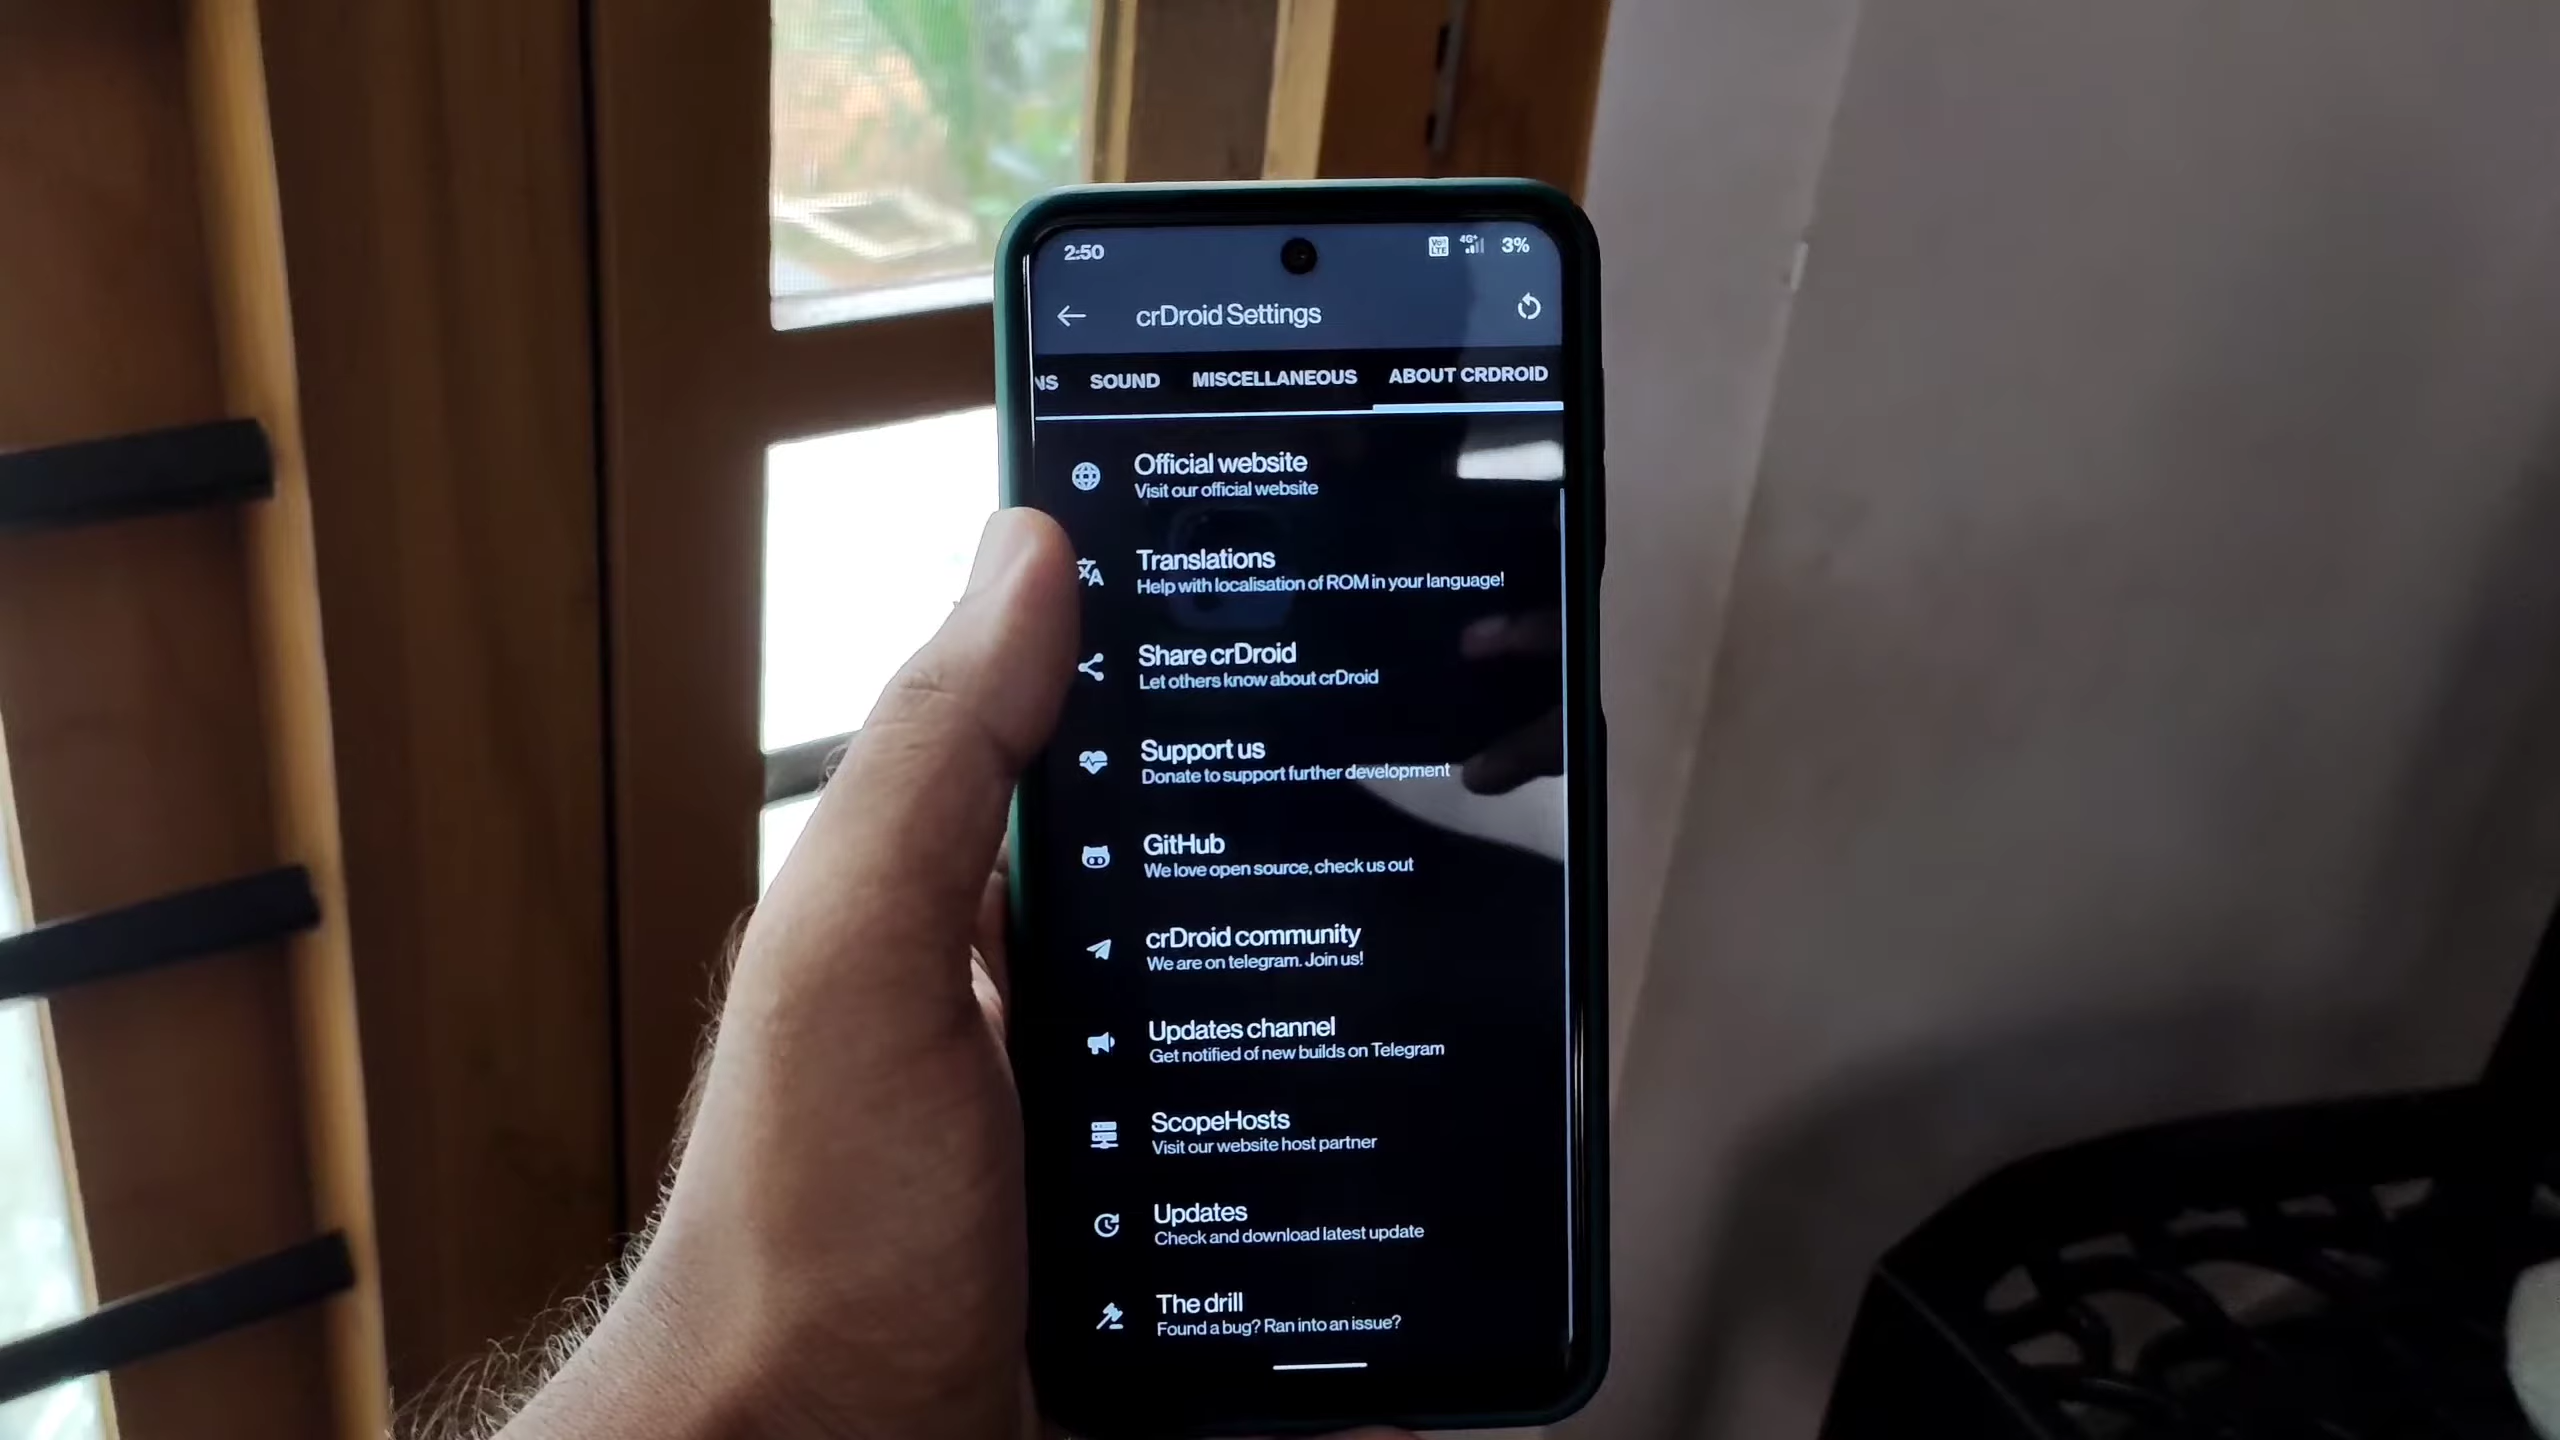 2:50
Vo LTE 4G+ 3%
crDroid Settings
NS SOUND MISCELLANEOUS ABOUT CRDROID
Official website
Visit our official website
Translations
Help with localisation of ROM in your language!
Share crDroid
Let others know about crDroid
Support us
Donate to support further development
GitHub
We love open source, check us out
crDroid community
We are on telegram. Join us!
Updates channel
Get notified of new builds on Telegram
ScopeHosts
Visit our website host partner
Updates
Check and download latest update
The drill
Found a bug? Ran into an issue?